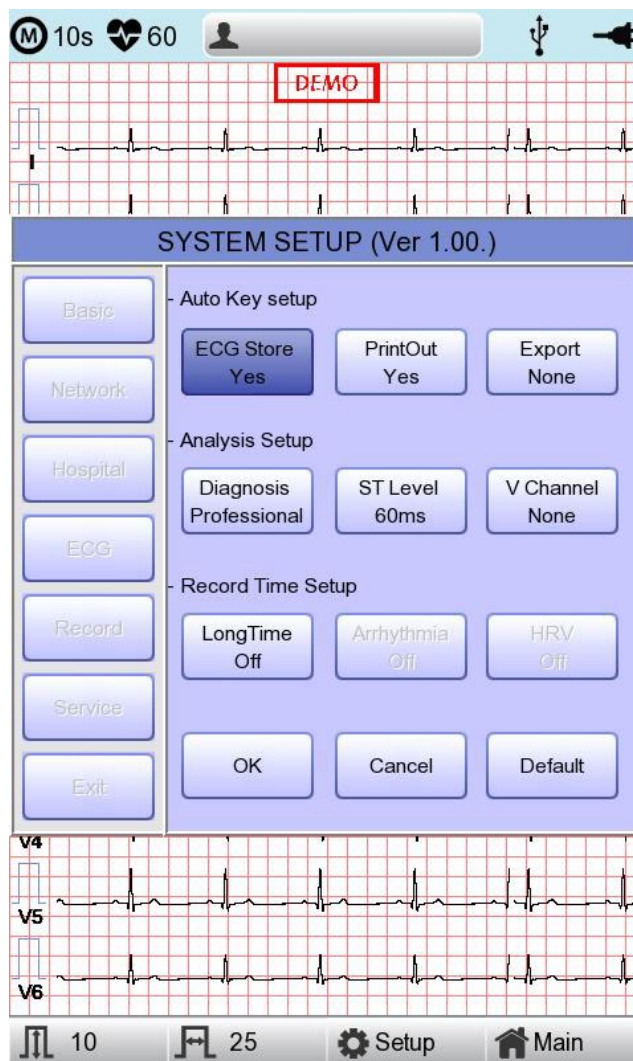 M 10s 60
DEMO
I
SYSTEM SETUP (Ver 1.00.)
Basic
Network
Hospital
ECG
Record
Service
Exit
- Auto Key setup
ECG Store
Yes
PrintOut
Yes
Export
None
- Analysis Setup
Diagnosis
Professional
ST Level
60ms
V Channel
None
- Record Time Setup
LongTime
Off
Arrhythmia
Off
HRV
Off
OK
Cancel
Default
V4
V5
V6
10
25
Setup
Main